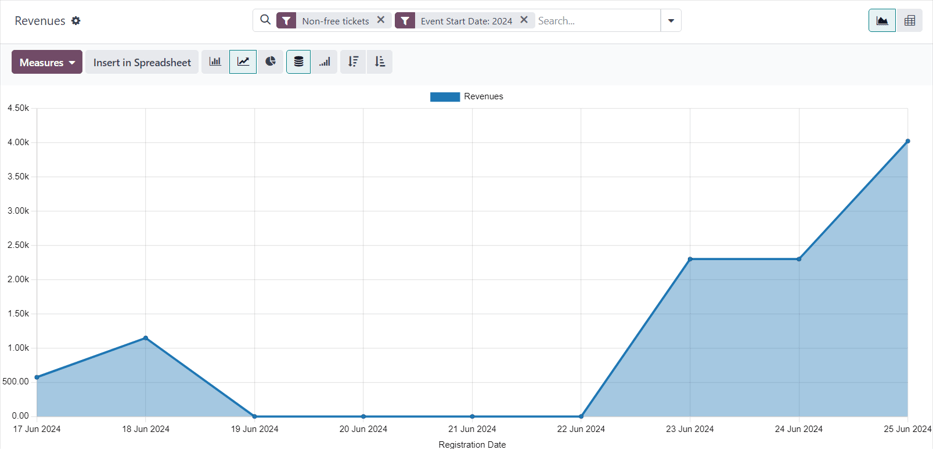 Revenues
Non-free tickets
Event Start Date: 2024
Search...
Measures
Insert in Spreadsheet
Revenues
4.50k
4.00k
3.50k
3.00k
2.50k
2.00k
1.50k
1.00k
500.00
0.00
17 Jun 2024 18 Jun 2024 19 Jun 2024 20 Jun 2024 21 Jun 2024 22 Jun 2024 23 Jun 2024 24 Jun 2024 25 Jun 2024
Registration Date